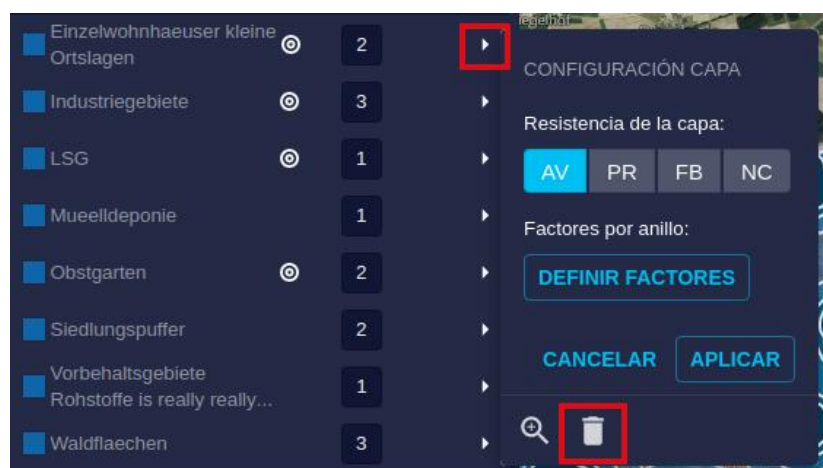 Einzelwohnhaeuser kleine
Ortslagen
2
Industriegebiete
3
LSG
1
Mueelldeponie
1
Obstgarten
2
Siedlungspuffer
2
Vorbehaltsgebiete
Rohstoffe is really really...
1
Waldflaechen
3
CONFIGURACIÓN CAPA
Resistencia de la capa:
AV PR FB NC
Factores por anillo:
DEFINIR FACTORES
CANCELAR APLICAR